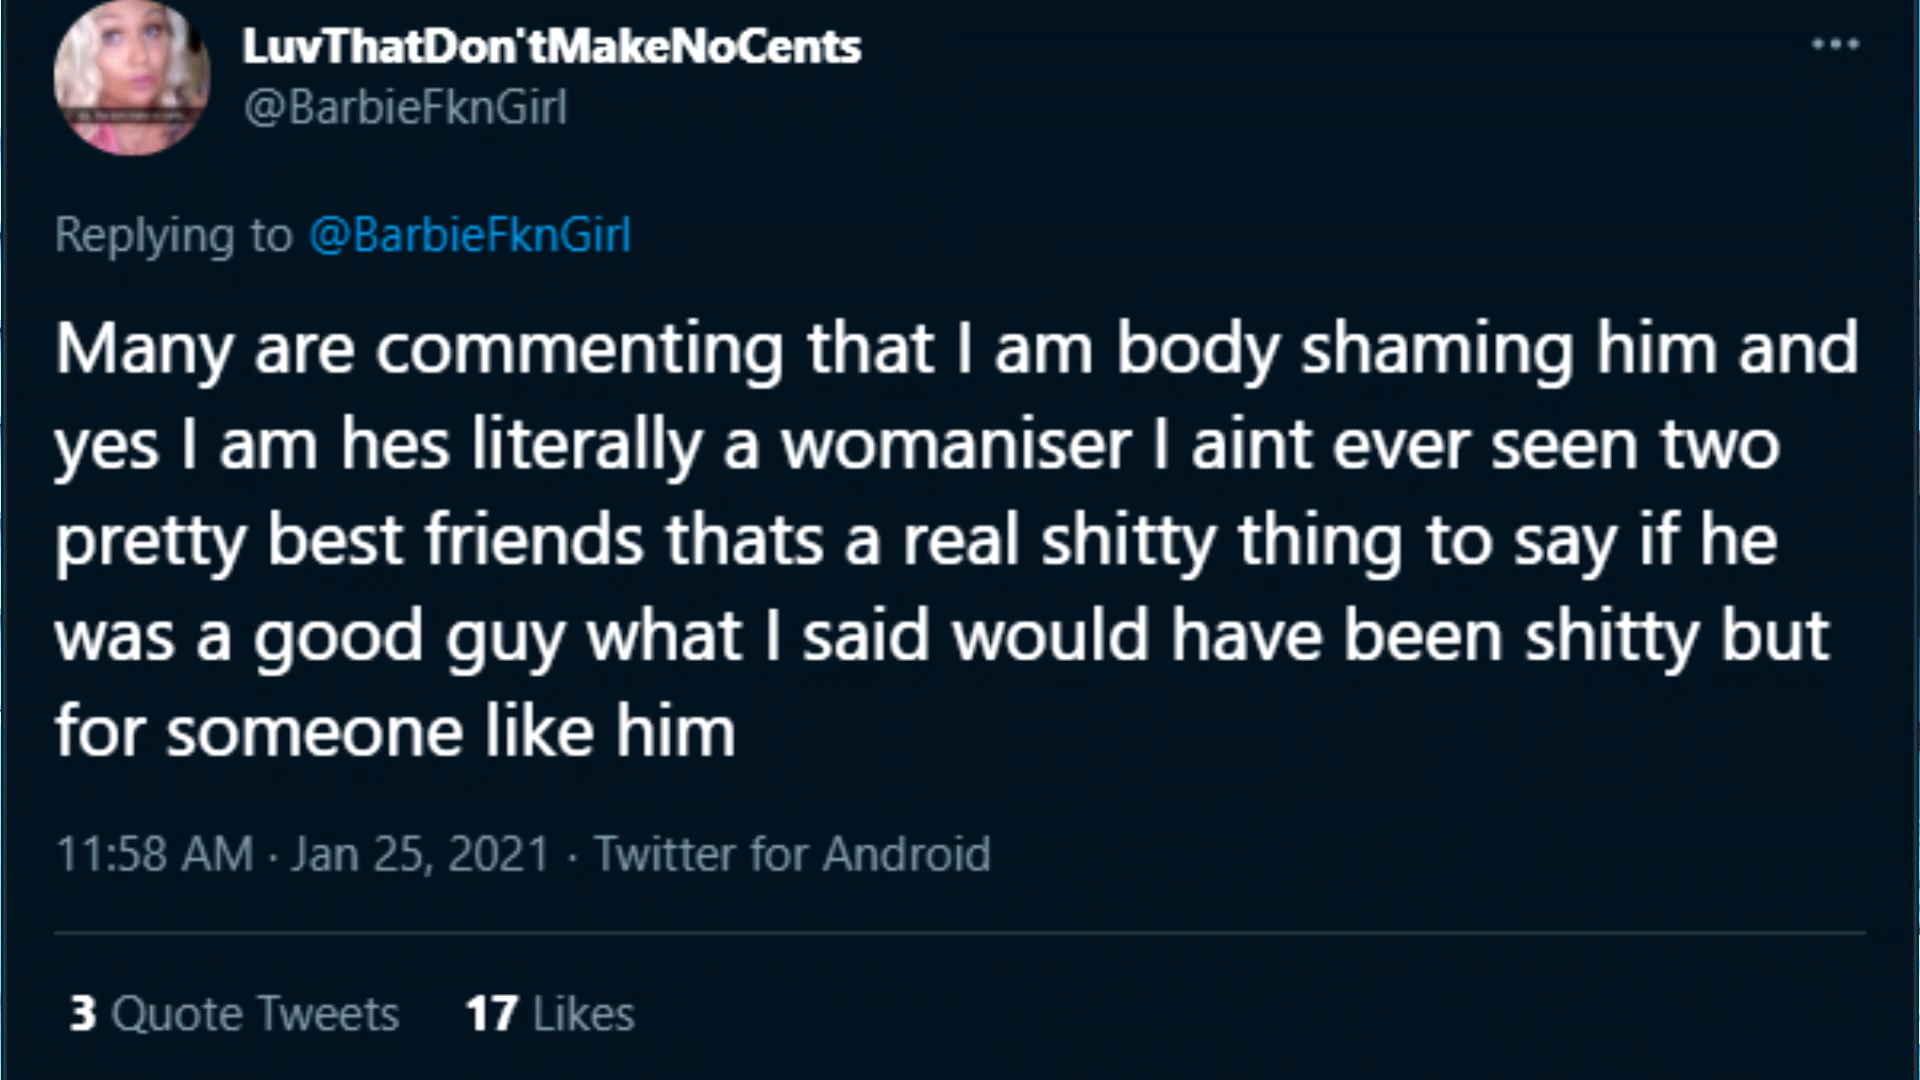 LuvThatDon'tMakeNoCents
@BarbieFknGirl
Replying to @BarbieFknGirl
Many are commenting that I am body shaming him and
yes I am hes literally a womaniser I aint ever seen two
pretty best friends thats a real shitty thing to say if he
was a good guy what I said would have been shitty but
for someone like him
11:58 AM · Jan 25, 2021 · Twitter for Android
3 Quote Tweets 17 Likes